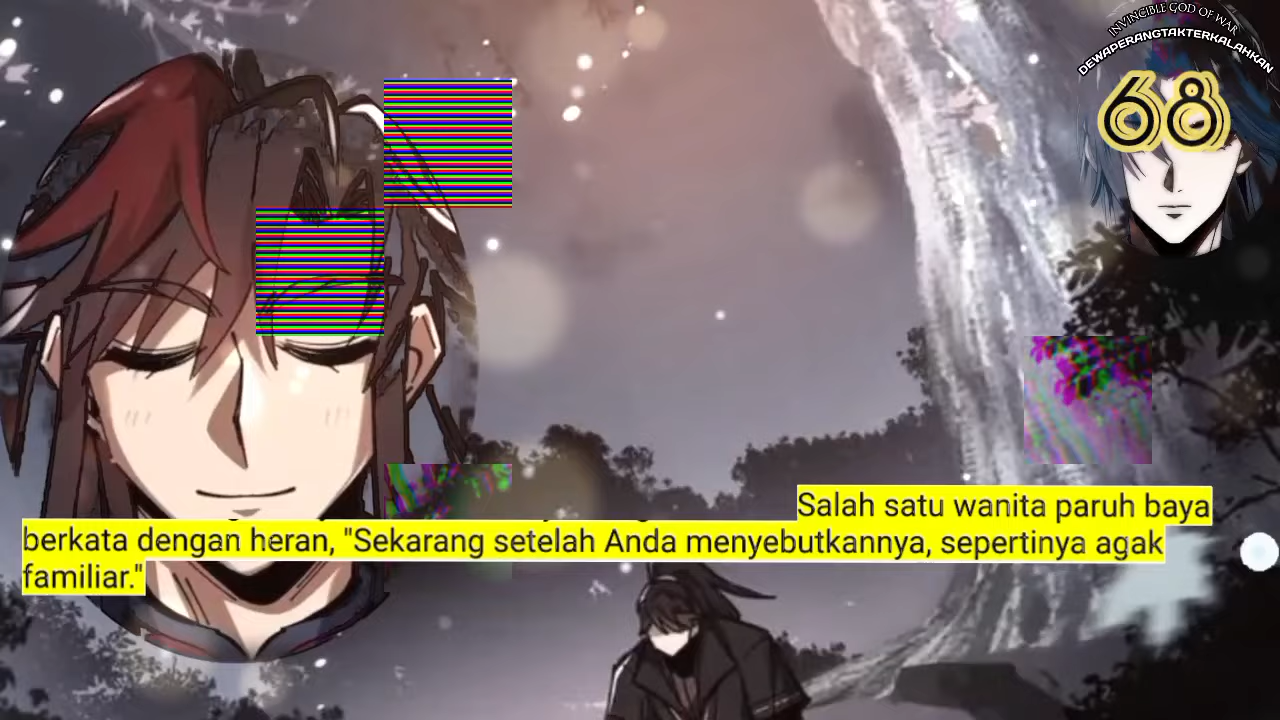 INVINCIBLE GOD OF WAR
DEWAPERANGTAKTERKALAHKAN
68
Salah satu wanita paruh baya
berkata dengan heran, "Sekarang setelah Anda menyebutkannya, sepertinya agak
familiar."